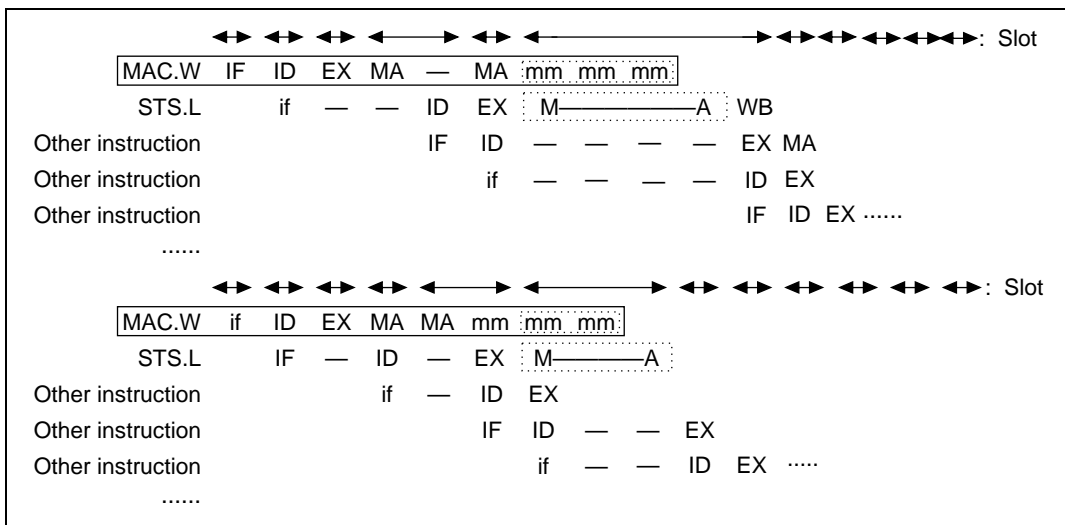 : Slot
MAC.W IF ID EX MA — MA mm mm mm
STS.L if — — ID EX M——————A WB
Other instruction IF ID — — — — EX MA
Other instruction if — — — — ID EX
Other instruction IF ID EX ······
······
: Slot
MAC.W if ID EX MA MA mm mm mm
STS.L IF — ID — EX M————A
Other instruction if — ID EX
Other instruction IF ID — — EX
Other instruction if — — ID EX ·····
······